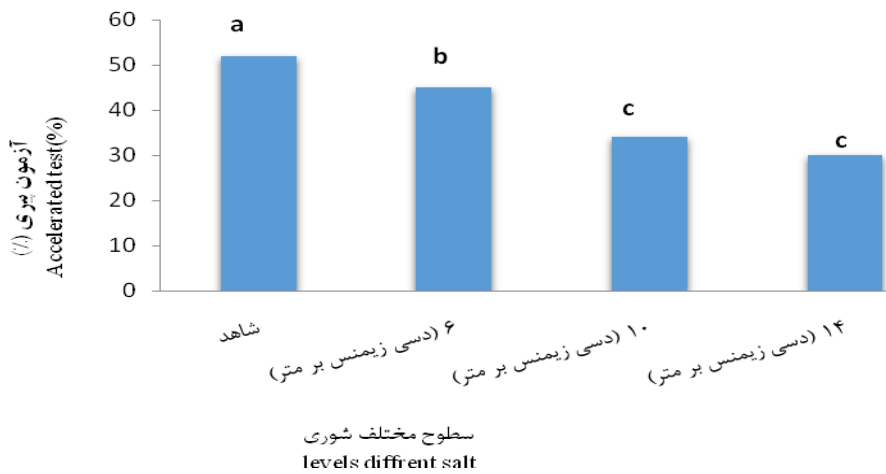 60
50
40
30
20
10
0
a
b
c
c
آزمون پیری (٪)
Accelerated test(%)
شاهد
۶ (دسی زیمنس بر متر)
۱۰ (دسی زیمنس بر متر)
۱۴ (دسی زیمنس بر متر)
سطوح مختلف شوری
levels diffrent salt